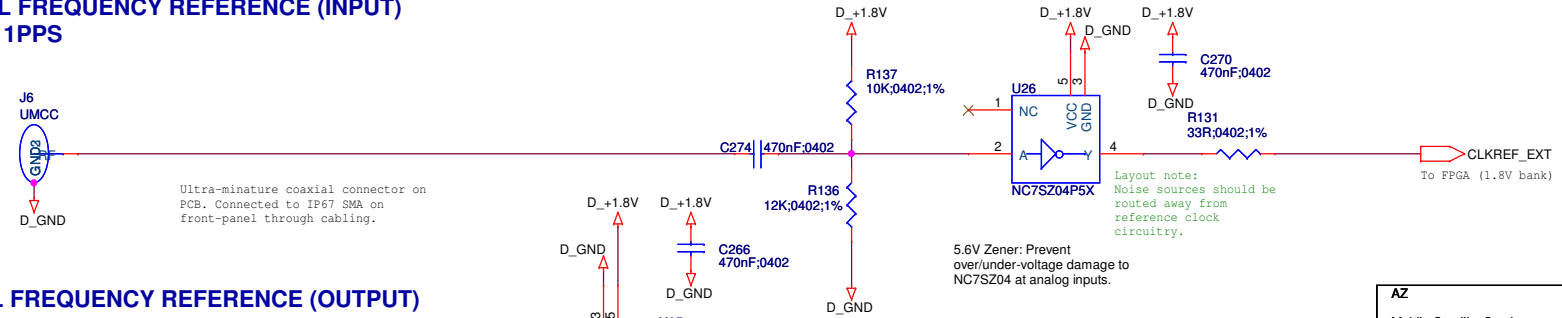 L FREQUENCY REFERENCE (INPUT)
1PPS
J6
UMCC
GND2
D_GND
Ultra-minature coaxial connector on
PCB. Connected to IP67 SMA on
front-panel through cabling.
C274
470nF;0402
D_+1.8V
R137
10K;0402;1%
R136
12K;0402;1%
D_GND
D_+1.8V
D_GND
5
3
U26
1
NC
VCC
GND
2
A
Y
4
NC7SZ04P5X
D_+1.8V
C270
470nF;0402
D_GND
R131
33R;0402;1%
CLKREF_EXT
To FPGA (1.8V bank)
Layout note:
Noise sources should be
routed away from
reference clock
circuitry.
5.6V Zener: Prevent
over/under-voltage damage to
NC7SZ04 at analog inputs.
D_+1.8V
D_GND
3
5
D_+1.8V
C266
470nF;0402
D_GND
L FREQUENCY REFERENCE (OUTPUT)
AZ